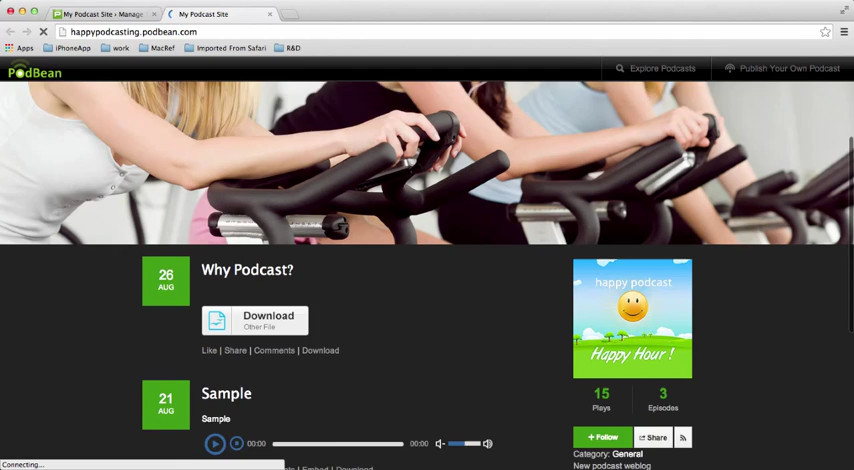 My Podcast Site › Manage
My Podcast Site
happypodcasting.podbean.com
Apps iPhoneApp work MacRef Imported From Safari R&D
PodBean
Explore Podcasts
Publish Your Own Podcast
26
AUG
Why Podcast?
Download
Other File
Like | Share | Comments | Download
happy podcast
Happy Hour !
15
Plays
3
Episodes
21
AUG
Sample
Sample
00:00
00:00
+ Follow
Share
Category: General
New podcast weblog
Connecting...
Embed | Download